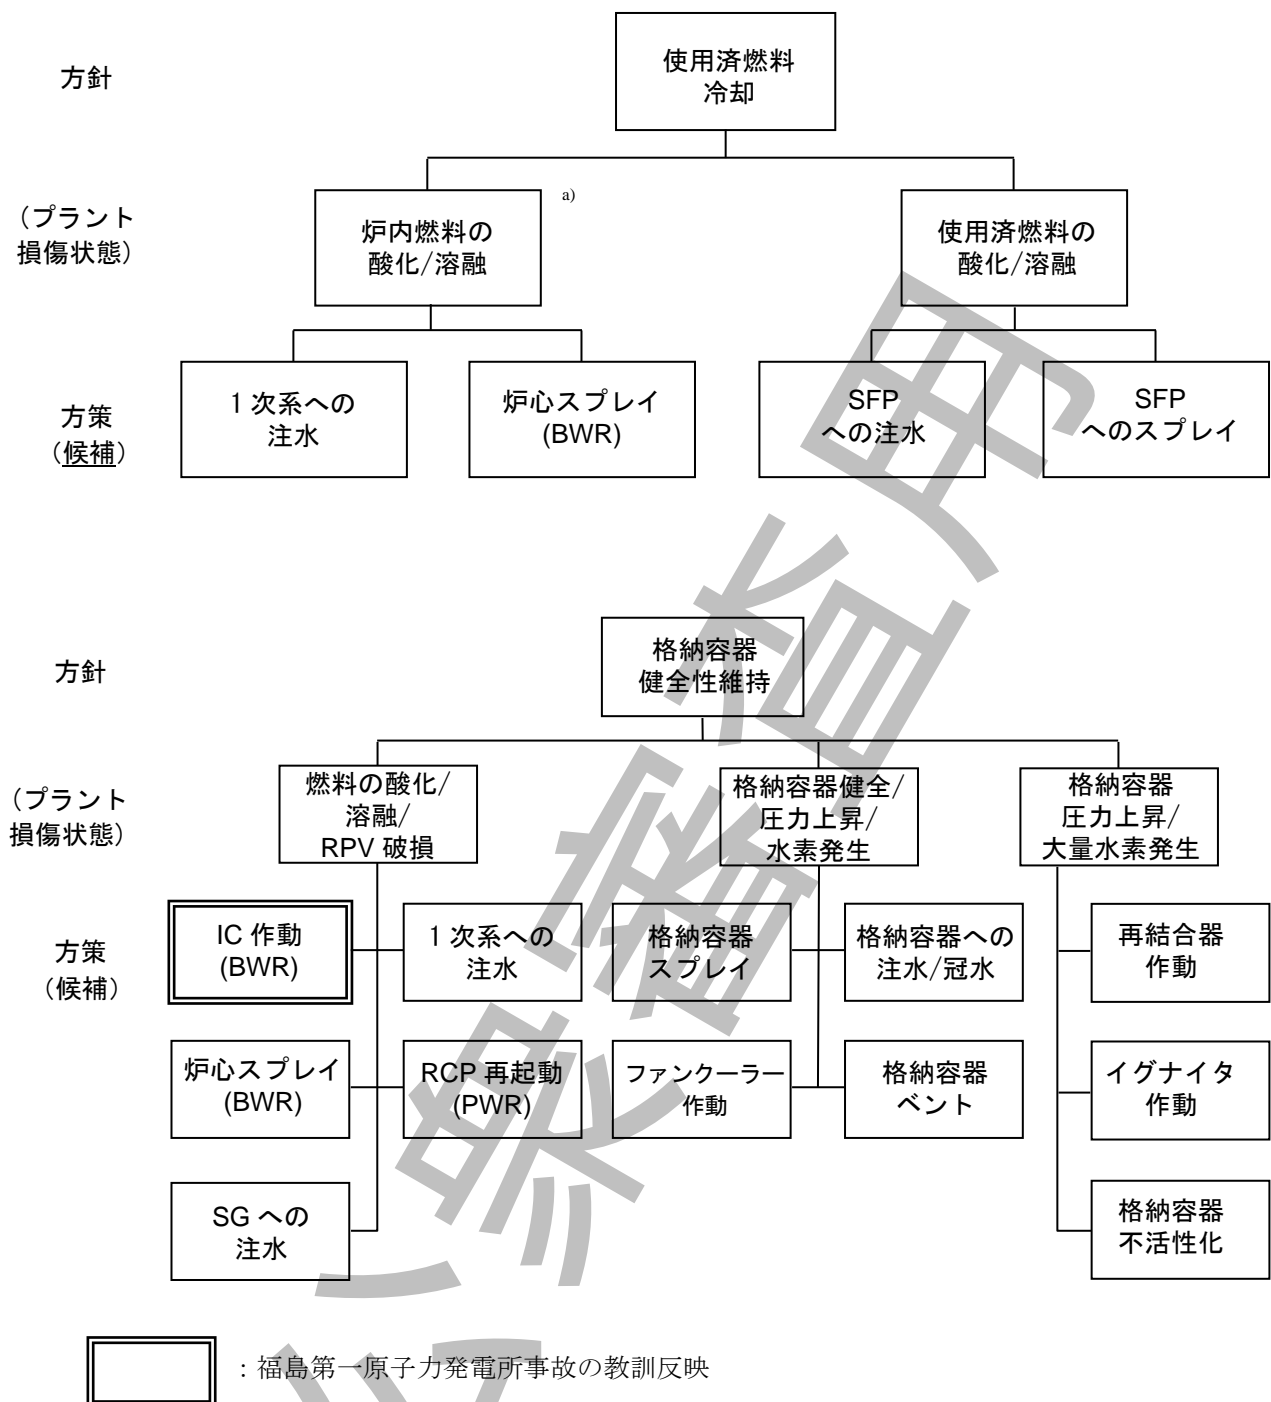 方針
使用済燃料
冷却
(プラント
損傷状態)
炉内燃料の
酸化/溶融
a)
使用済燃料の
酸化/溶融
方策
(候補)
1 次系への
注水
炉心スプレイ
(BWR)
SFP
への注水
SFP
へのスプレイ
方針
格納容器
健全性維持
(プラント
損傷状態)
燃料の酸化/
溶融/
RPV 破損
格納容器健全/
圧力上昇/
水素発生
格納容器
圧力上昇/
大量水素発生
方策
(候補)
IC 作動
(BWR)
1 次系への
注水
格納容器
スプレイ
格納容器への
注水/冠水
再結合器
作動
炉心スプレイ
(BWR)
RCP 再起動
(PWR)
ファンクーラー
作動
格納容器
ベント
イグナイタ
作動
SG への
注水
格納容器
不活性化
：福島第一原子力発電所事故の教訓反映
公衆審査用